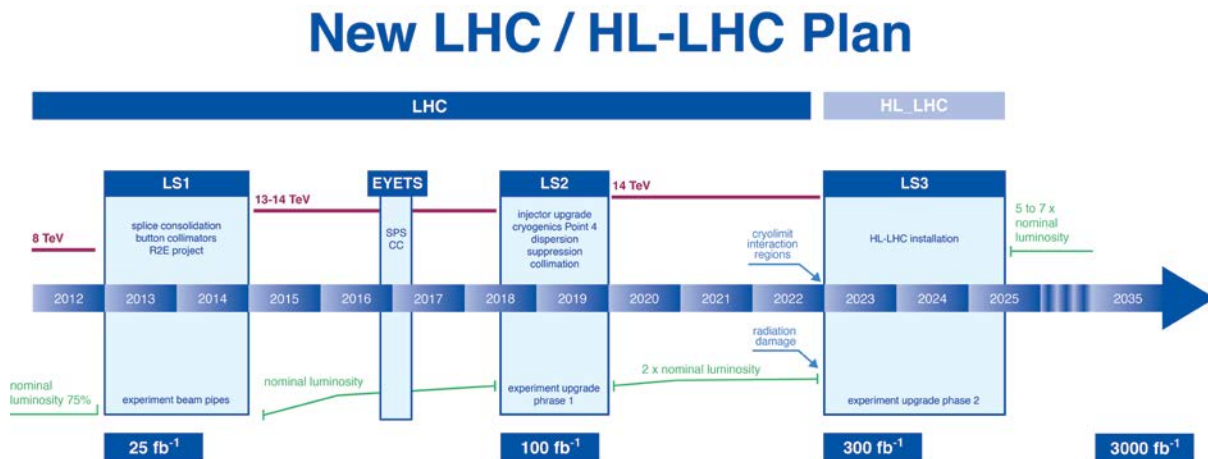 New LHC / HL-LHC Plan
LHC
HL_LHC
LS1
EYETS
LS2
LS3
13-14 TeV
14 TeV
8 TeV
splice consolidation
button collimators
R2E project
SPS
CC
injector upgrade
cryogenics Point 4
dispersion
suppression
collimation
cryolimit
interaction
regions
HL-LHC installation
5 to 7 x
nominal
luminosity
2012
2013
2014
2015
2016
2017
2018
2019
2020
2021
2022
2023
2024
2025
2035
radiation
damage
nominal
luminosity 75%
experiment beam pipes
nominal luminosity
experiment upgrade
phrase 1
2 x nominal luminosity
experiment upgrade phase 2
25 fb⁻¹
100 fb⁻¹
300 fb⁻¹
3000 fb⁻¹